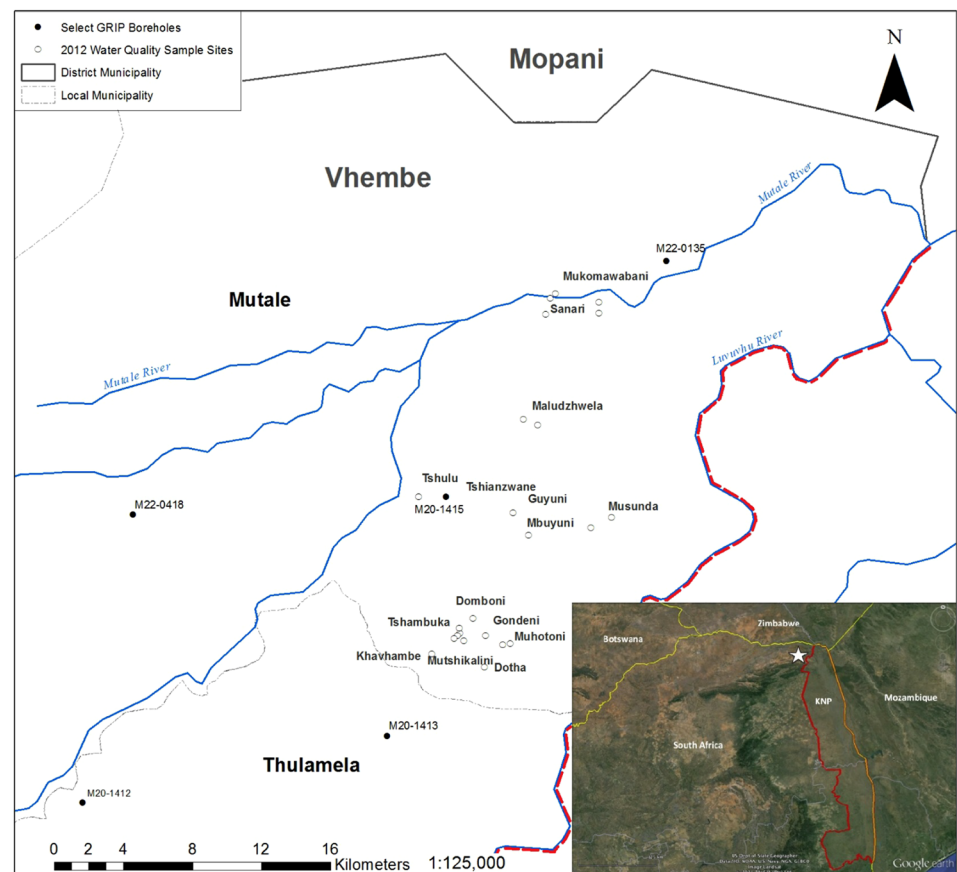 Select GRIP Boreholes
2012 Water Quality Sample Sites
District Municipality
Local Municipality
Mopani
N
Vhembe
Mutale River
M22-0135
Mukomawabani
Mutale
Sanari
Luvuvhu River
Mutale River
Maludzhwela
Tshulu
Tshianzwane
M20-1415
Guyuni
Musunda
M22-0418
Mbuyuni
Domboni
Tshambuka
Gondeni
Muhotoni
Khavhambe
Mutshikalini
Dotha
M20-1413
Thulamela
M20-1412
0 2 4 8 12 16
Kilometers
1:125,000
Zimbabwe
Botswana
KNP
Mozambique
South Africa
Google earth